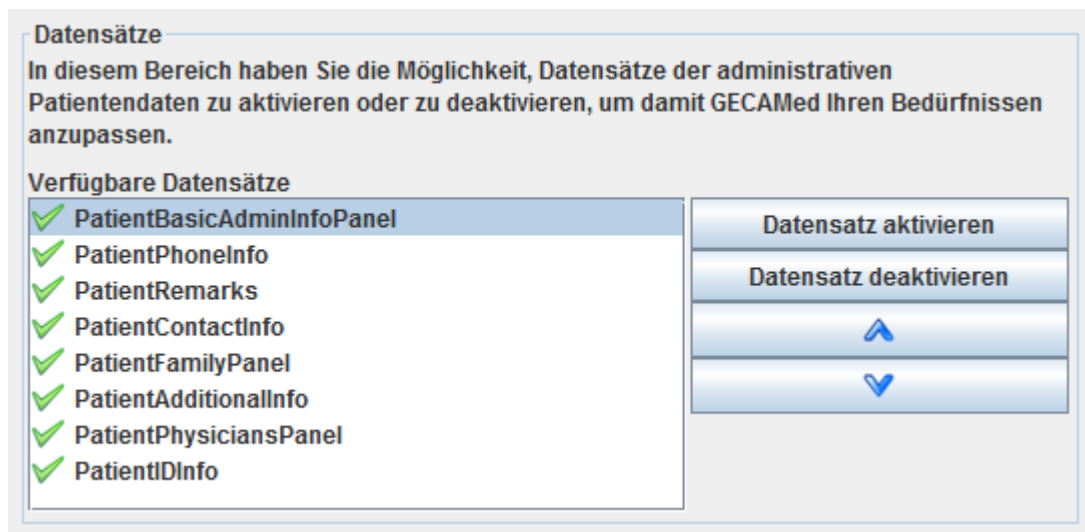 Datensätze
In diesem Bereich haben Sie die Möglichkeit, Datensätze der administrativen
Patientendaten zu aktivieren oder zu deaktivieren, um damit GECAMed Ihren Bedürfnissen
anzupassen.
Verfügbare Datensätze
PatientBasicAdminInfoPanel
PatientPhoneInfo
PatientRemarks
PatientContactInfo
PatientFamilyPanel
PatientAdditionalInfo
PatientPhysiciansPanel
PatientIDInfo
Datensatz aktivieren
Datensatz deaktivieren